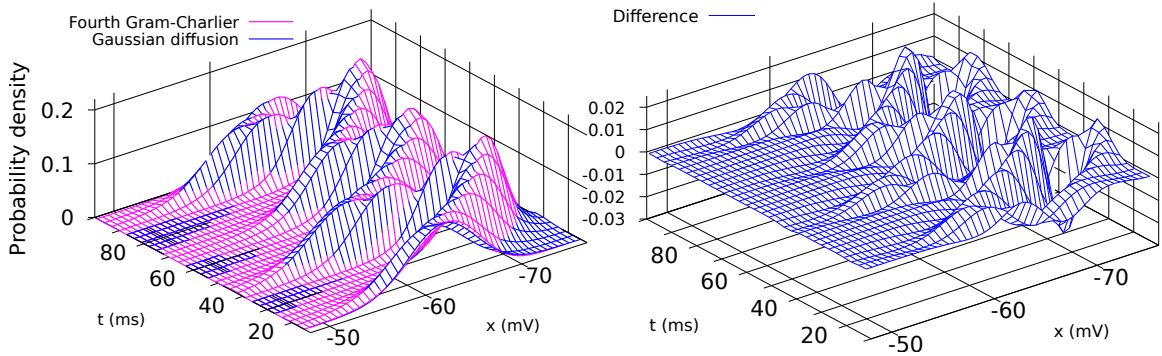 Fourth Gram-Charlier
Gaussian diffusion
Probability density
0.2
0.1
0
80
60
40
20
t (ms)
-50
-60
-70
x (mV)
Difference
0.02
0.01
0
-0.01
-0.02
-0.03
80
60
40
20
t (ms)
-50
-60
-70
x (mV)